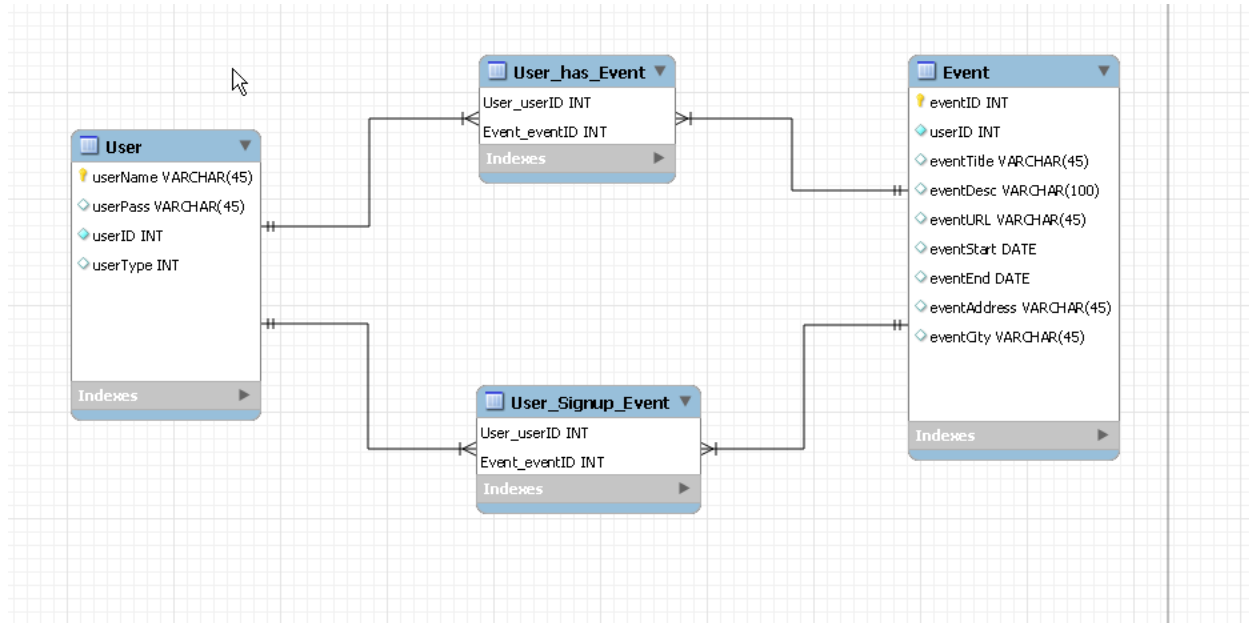 User
userName VARCHAR(45)
userPass VARCHAR(45)
userID INT
userType INT
Indexes
User_has_Event
User_userID INT
Event_eventID INT
Indexes
User_Signup_Event
User_userID INT
Event_eventID INT
Indexes
Event
eventID INT
userID INT
eventTitle VARCHAR(45)
eventDesc VARCHAR(100)
eventURL VARCHAR(45)
eventStart DATE
eventEnd DATE
eventAddress VARCHAR(45)
eventCity VARCHAR(45)
Indexes